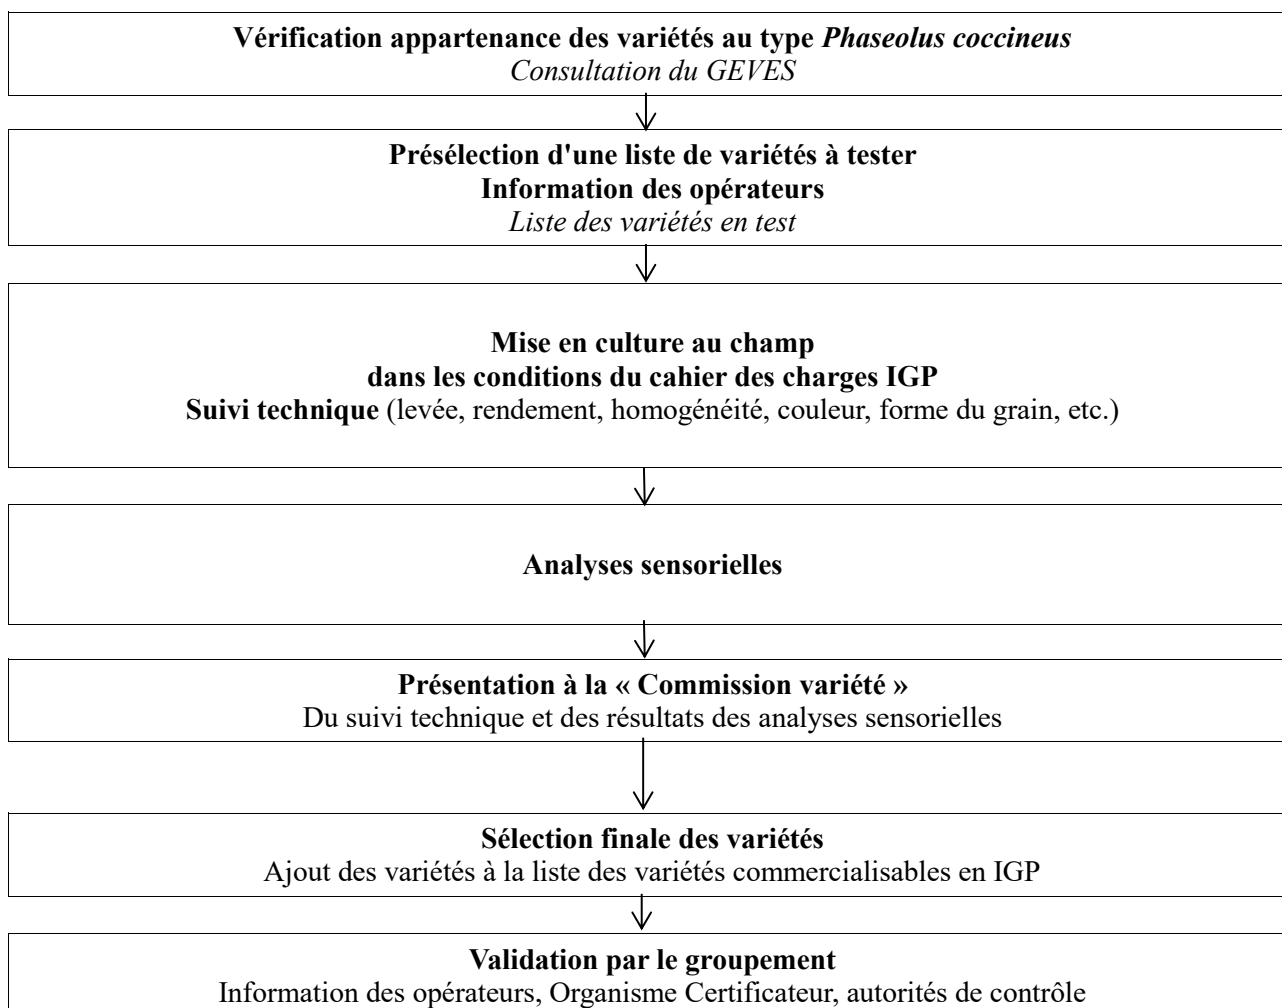 Vérification appartenance des variétés au type Phaseolus coccineus
Consultation du GEVES
Présélection d'une liste de variétés à tester
Information des opérateurs
Liste des variétés en test
Mise en culture au champ
dans les conditions du cahier des charges IGP
Suivi technique (levée, rendement, homogénéité, couleur, forme du grain, etc.)
Analyses sensorielles
Présentation à la « Commission variété »
Du suivi technique et des résultats des analyses sensorielles
Sélection finale des variétés
Ajout des variétés à la liste des variétés commercialisables en IGP
Validation par le groupement
Information des opérateurs, Organisme Certificateur, autorités de contrôle